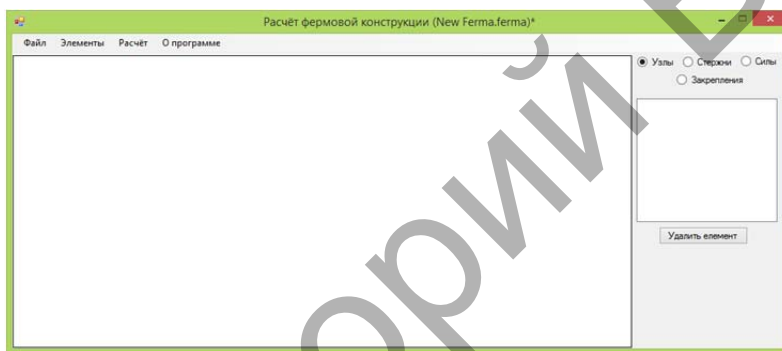 Расчёт фермовой конструкции (New Ferma.ferma)*
Файл Элементы Расчёт О программе
Узлы Стержни Силы
Закрепления
Удалить елемент